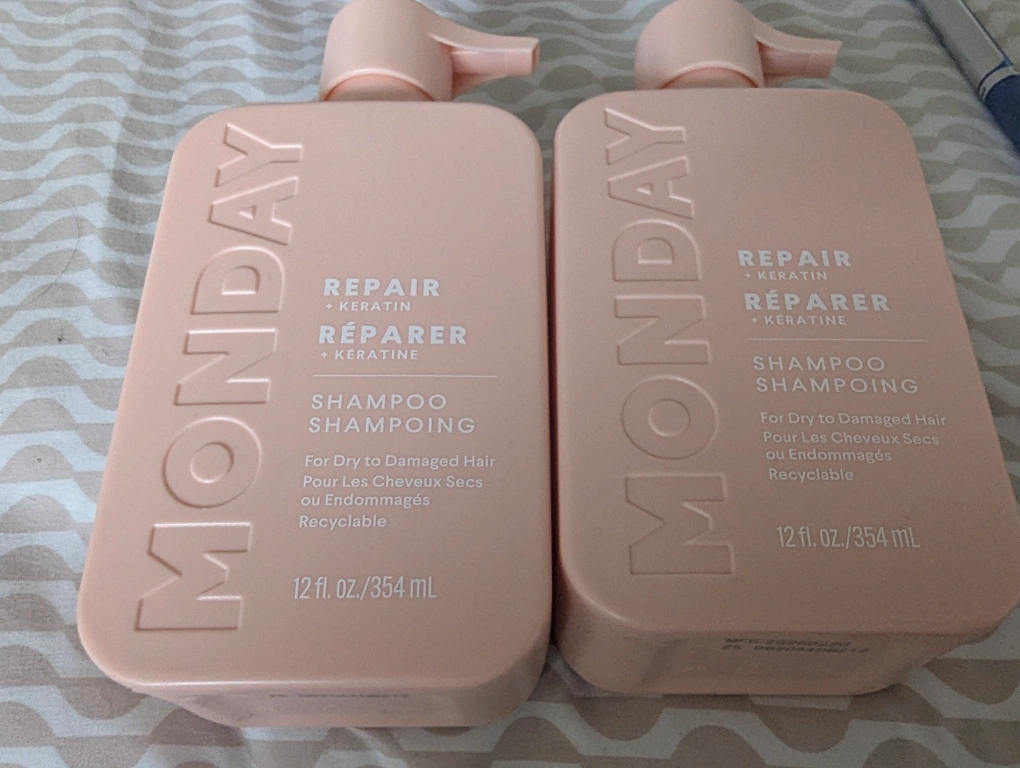 MONDAY
REPAIR
+ KERATIN
RÉPARER
+ KÉRATINE
SHAMPOO
SHAMPOING
For Dry to Damaged Hair
Pour Les Cheveux Secs
ou Endommagés
Recyclable
12 fl. oz./354 mL
MONDAY
REPAIR
+ KERATIN
RÉPARER
+ KÉRATINE
SHAMPOO
SHAMPOING
For Dry to Damaged Hair
Pour Les Cheveux Secs
ou Endommagés
Recyclable
12 fl. oz./354 mL